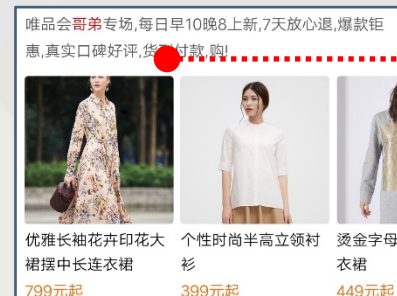 唯品会哥弟专场,每日早10晚8上新,7天放心退,爆款钜
惠,真实口碑好评,货到付款,购!
优雅长袖花卉印花大
裙摆中长连衣裙
799元起
个性时尚半高立领衬
衫
399元起
烫金字母
衣裙
449元起